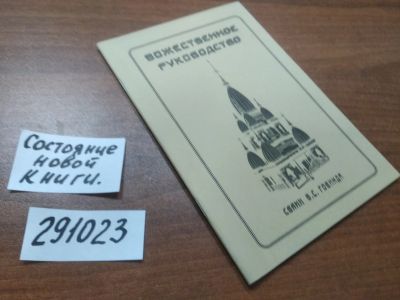 БОЖЕСТВЕННОЕ
РУКОВОДСТВО
СВАМИ Б.С. ГОВИНДА
Состояние
новой
книги.
291023